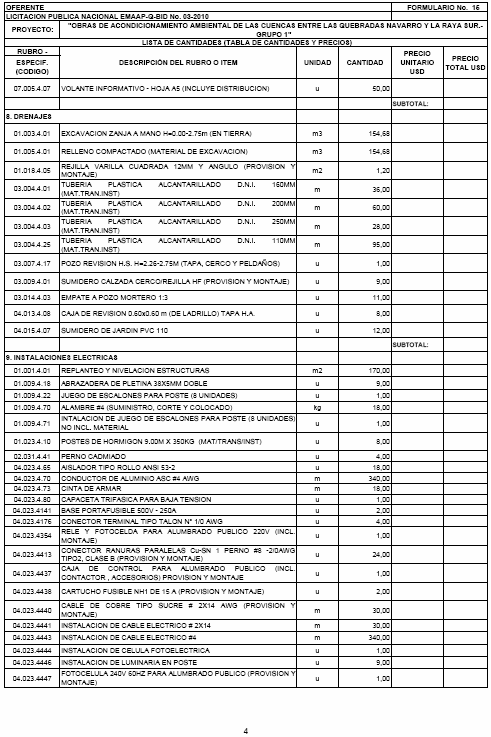 OFERENTE FORMULARIO No. 16
LICITACION PUBLICA NACIONAL EMAAP-Q-BID No. 03-2010
PROYECTO: "OBRAS DE ACONDICIONAMIENTO AMBIENTAL DE LAS CUENCAS ENTRE LAS QUEBRADAS NAVARRO Y LA RAYA SUR.-
GRUPO 1"
LISTA DE CANTIDADES (TABLA DE CANTIDADES Y PRECIOS)
RUBRO - ESPECIF. (CODIGO) DESCRIPCIÓN DEL RUBRO O ITEM UNIDAD CANTIDAD PRECIO UNITARIO USD PRECIO TOTAL USD
07.005.4.07 VOLANTE INFORMATIVO - HOJA A5 (INCLUYE DISTRIBUCION) u 50,00
SUBTOTAL:
8. DRENAJES
01.003.4.01 EXCAVACION ZANJA A MANO H=0.00-2.75m (EN TIERRA) m3 154,68
01.005.4.01 RELLENO COMPACTADO (MATERIAL DE EXCAVACION) m3 154,68
01.018.4.05 REJILLA VARILLA CUADRADA 12MM Y ANGULO (PROVISION Y
MONTAJE) m2 1,20
03.004.4.01 TUBERIA PLASTICA ALCANTARILLADO D.N.I. 160MM
(MAT.TRAN.INST) m 36,00
03.004.4.02 TUBERIA PLASTICA ALCANTARILLADO D.N.I. 200MM
(MAT.TRAN.INST) m 60,00
03.004.4.03 TUBERIA PLASTICA ALCANTARILLADO D.N.I. 250MM
(MAT.TRAN.INST) m 28,00
03.004.4.25 TUBERIA PLASTICA ALCANTARILLADO D.N.I. 110MM
(MAT.TRAN.INST) m 95,00
03.007.4.17 POZO REVISION H.S. H=2.26-2.75M (TAPA, CERCO Y PELDAÑOS) u 1,00
03.009.4.01 SUMIDERO CALZADA CERCO/REJILLA HF (PROVISION Y MONTAJE) u 9,00
03.014.4.03 EMPATE A POZO MORTERO 1:3 u 11,00
04.013.4.08 CAJA DE REVISION 0.60x0.60 m (DE LADRILLO) TAPA H.A. u 8,00
04.015.4.07 SUMIDERO DE JARDIN PVC 110 u 12,00
SUBTOTAL:
9. INSTALACIONES ELECTRICAS
01.001.4.01 REPLANTEO Y NIVELACION ESTRUCTURAS m2 170,00
01.009.4.18 ABRAZADERA DE PLETINA 38X5MM DOBLE u 9,00
01.009.4.22 JUEGO DE ESCALONES PARA POSTE (8 UNIDADES) u 1,00
01.009.4.70 ALAMBRE #4 (SUMINISTRO, CORTE Y COLOCADO) kg 18,00
01.009.4.71 INTALACION DE JUEGO DE ESCALONES PARA POSTE (8 UNIDADES)
NO INCL. MATERIAL u 1,00
01.023.4.10 POSTES DE HORMIGON 9.00M X 350KG (MAT/TRANS/INST) u 8,00
02.031.4.41 PERNO CADMIADO u 4,00
04.023.4.65 AISLADOR TIPO ROLLO ANSI 53-2 u 18,00
04.023.4.70 CONDUCTOR DE ALUMINIO ASC #4 AWG m 340,00
04.023.4.73 CINTA DE ARMAR m 18,00
04.023.4.80 CAPACETA TRIFASICA PARA BAJA TENSION u 1,00
04.023.4141 BASE PORTAFUSIBLE 500V - 250A u 2,00
04.023.4176 CONECTOR TERMINAL TIPO TALON N° 1/0 AWG u 4,00
04.023.4354 RELE Y FOTOCELDA PARA ALUMBRADO PUBLICO 220V (INCL.
MONTAJE) u 1,00
04.023.4413 CONECTOR RANURAS PARALELAS Cu-SN 1 PERNO #8 -2/0AWG
TIPO2, CLASE B (PROVISION Y MONTAJE) u 24,00
04.023.4437 CAJA DE CONTROL PARA ALUMBRADO PUBLICO (INCL.
CONTACTOR , ACCESORIOS) PROVISION Y MONTAJE u 1,00
04.023.4438 CARTUCHO FUSIBLE NH1 DE 15 A (PROVISION Y MONTAJE) u 2,00
04.023.4440 CABLE DE COBRE TIPO SUCRE # 2X14 AWG (PROVISION Y
MONTAJE) m 30,00
04.023.4441 INSTALACION DE CABLE ELECTRICO # 2X14 m 30,00
04.023.4443 INSTALACION DE CABLE ELECTRICO #4 m 340,00
04.023.4444 INSTALACION DE CELULA FOTOELECTRICA u 1,00
04.023.4446 INSTALACION DE LUMINARIA EN POSTE u 9,00
04.023.4447 FOTOCELULA 240V 60HZ PARA ALUMBRADO PUBLICO (PROVISION Y
MONTAJE) u 1,00
4